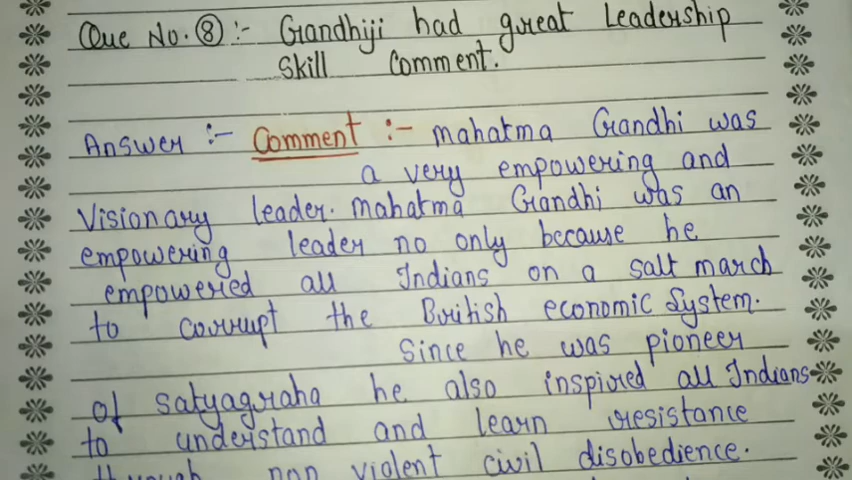 Que No. ⑧ :- Gandhiji had great Leadership
Skill Comment.
Answer :- Comment :- mahatma Gandhi was
a very empowering and
Visionary leader. mahatma Gandhi was an
empowering leader no only because he
empowered all Indians on a salt march
to corrupt the British economic System.
Since he was pioneer
of satyagraha he also inspired all Indians
to understand and learn resistance
through non violent civil disobedience.